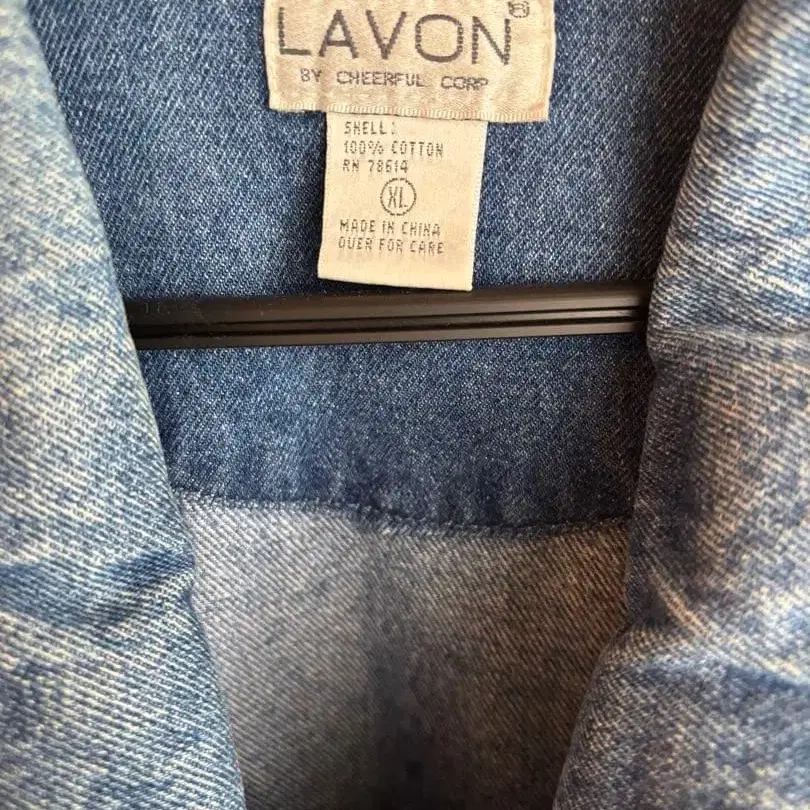 LAVON®
BY CHEERFUL CORP
SHELL:
100% COTTON
RN 78614
XL
MADE IN CHINA
OVER FOR CARE